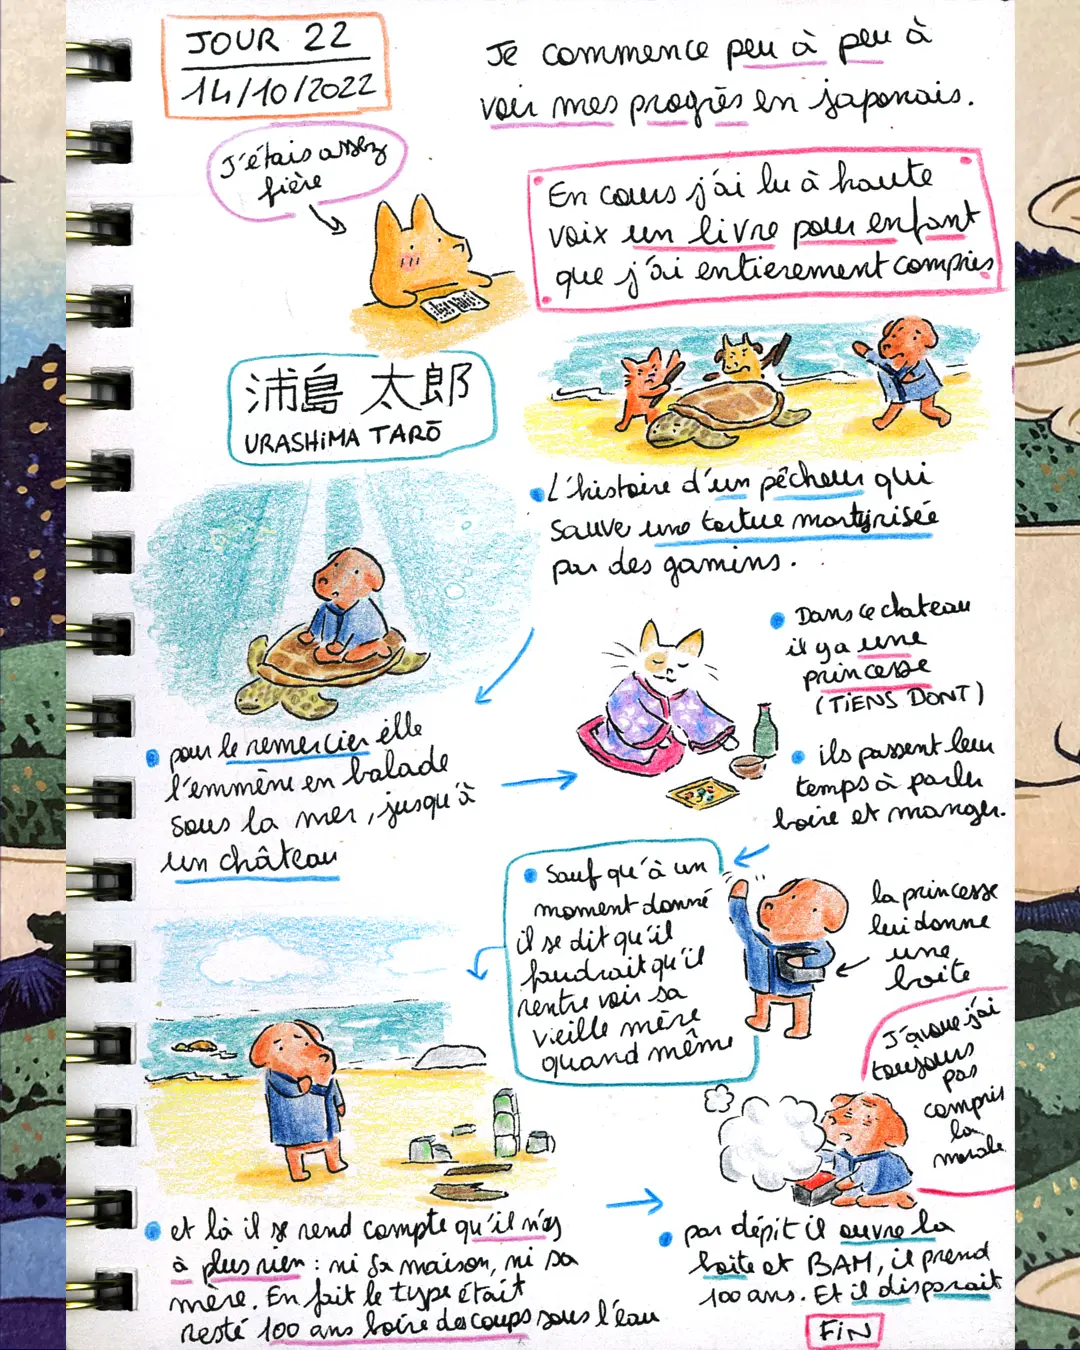 JOUR 22
14/10/2022
Je commence peu à peu à
voir mes progrès en japonais.
J'étais assez
fière
En cours j'ai lu à haute
voix un livre pour enfant
que j'ai entierement compris
浦島 太郎
URASHiMA TARŌ
L'histoire d'un pêcheur qui
sauve une tortue martyrisée
par des gamins.
pour le remercier elle
l'emmène en balade
sous la mer, jusqu'à
un château
Dans ce chateau
il y a une
princesse
(TIENS DONT)
ils passent leur
temps à parler
boire et manger.
Sauf qu'à un
moment donné
il se dit qu'il
faudrait qu'il
rentre voir sa
vieille mère
quand même
la princesse
lui donne
une
boite
et là il se rend compte qu'il n'y
à plus rien : ni sa maison, ni sa
mère. En fait le type était
resté 100 ans boire des coups sous l'eau
J'avoue j'ai
toujours
pas
compris
la
morale
par dépit il ouvre la
boite et BAM, il prend
100 ans. Et il disparait
FiN